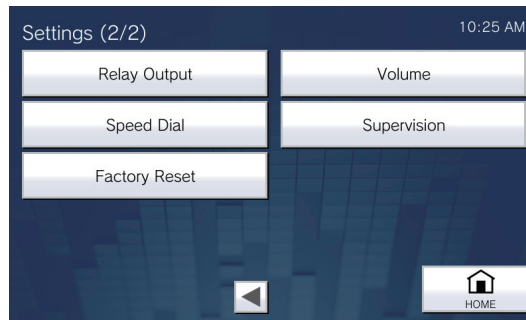 Settings (2/2)
10:25 AM
Relay Output
Volume
Speed Dial
Supervision
Factory Reset
HOME